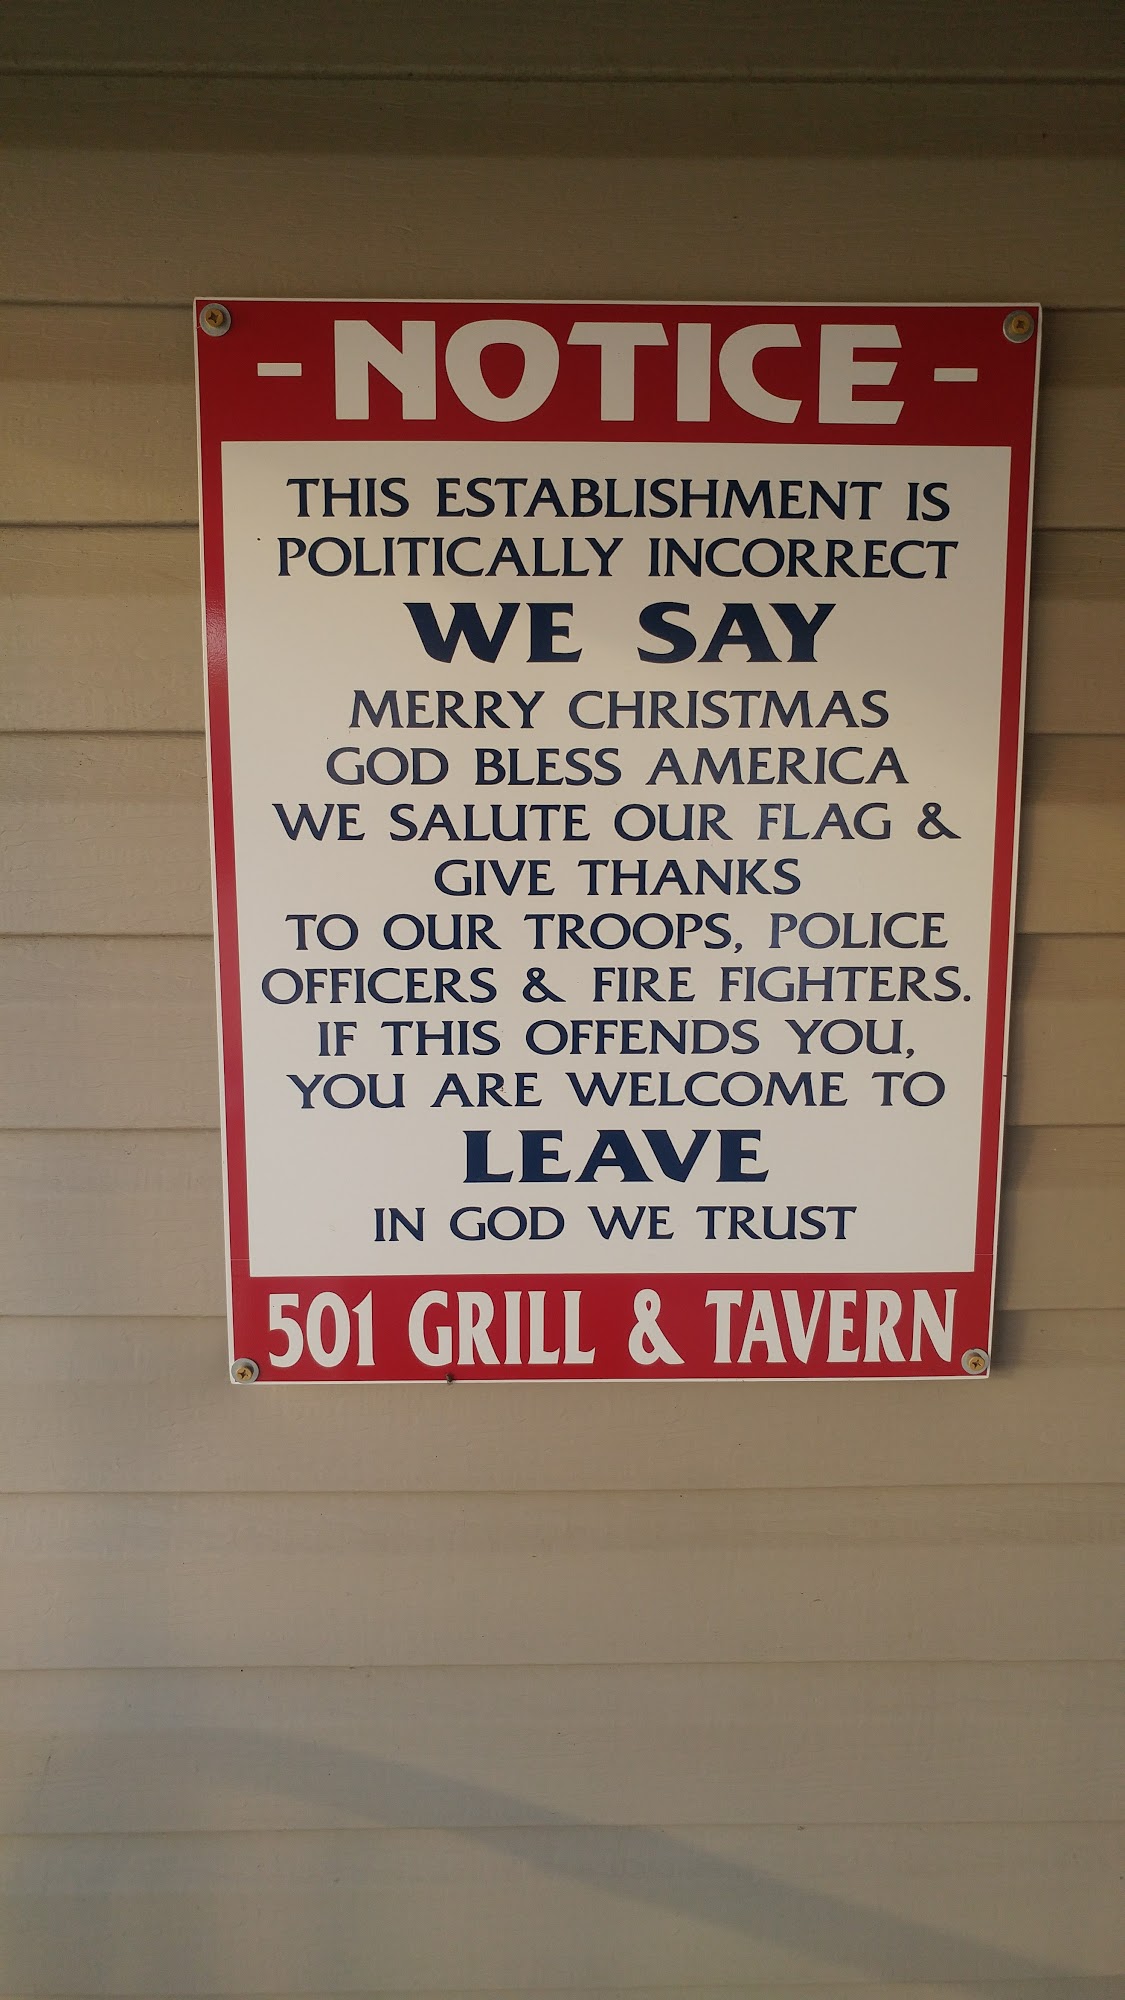 - NOTICE -
THIS ESTABLISHMENT IS
POLITICALLY INCORRECT
WE SAY
MERRY CHRISTMAS
GOD BLESS AMERICA
WE SALUTE OUR FLAG &
GIVE THANKS
TO OUR TROOPS, POLICE
OFFICERS & FIRE FIGHTERS.
IF THIS OFFENDS YOU,
YOU ARE WELCOME TO
LEAVE
IN GOD WE TRUST
501 GRILL & TAVERN